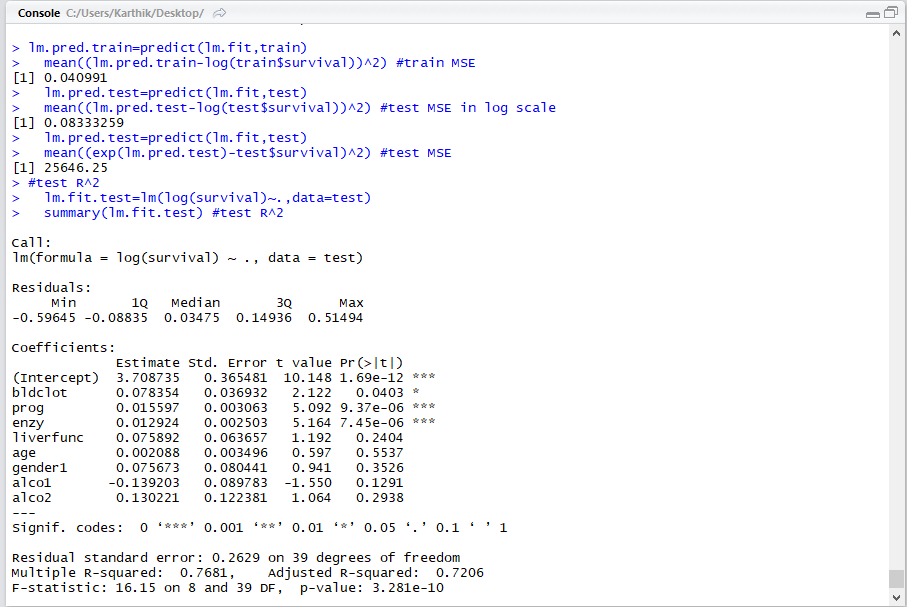 Console C:/Users/Karthik/Desktop/
> lm.pred.train=predict(lm.fit,train)
>   mean((lm.pred.train-log(train$survival))^2) #train MSE
[1] 0.040991
>   lm.pred.test=predict(lm.fit,test)
>   mean((lm.pred.test-log(test$survival))^2) #test MSE in log scale
[1] 0.08333259
>   lm.pred.test=predict(lm.fit,test)
>   mean((exp(lm.pred.test)-test$survival)^2) #test MSE
[1] 25646.25
> #test R^2
>   lm.fit.test=lm(log(survival)~.,data=test)
>   summary(lm.fit.test) #test R^2
Call:
lm(formula = log(survival) ~ ., data = test)
Residuals:
     Min       1Q   Median       3Q      Max
-0.59645 -0.08835  0.03475  0.14936  0.51494
Coefficients:
             Estimate Std. Error t value Pr(>|t|)
(Intercept)  3.708735   0.365481  10.148 1.69e-12 ***
bldclot      0.078354   0.036932   2.122   0.0403 *
prog         0.015597   0.003063   5.092 9.37e-06 ***
enzy         0.012924   0.002503   5.164 7.45e-06 ***
liverfunc    0.075892   0.063657   1.192   0.2404
age          0.002088   0.003496   0.597   0.5537
gender1      0.075673   0.080441   0.941   0.3526
alco1       -0.139203   0.089783  -1.550   0.1291
alco2        0.130221   0.122381   1.064   0.2938
---
Signif. codes:  0 ‘***’ 0.001 ‘**’ 0.01 ‘*’ 0.05 ‘.’ 0.1 ‘ ’ 1
Residual standard error: 0.2629 on 39 degrees of freedom
Multiple R-squared:  0.7681,    Adjusted R-squared:  0.7206
F-statistic: 16.15 on 8 and 39 DF,  p-value: 3.281e-10